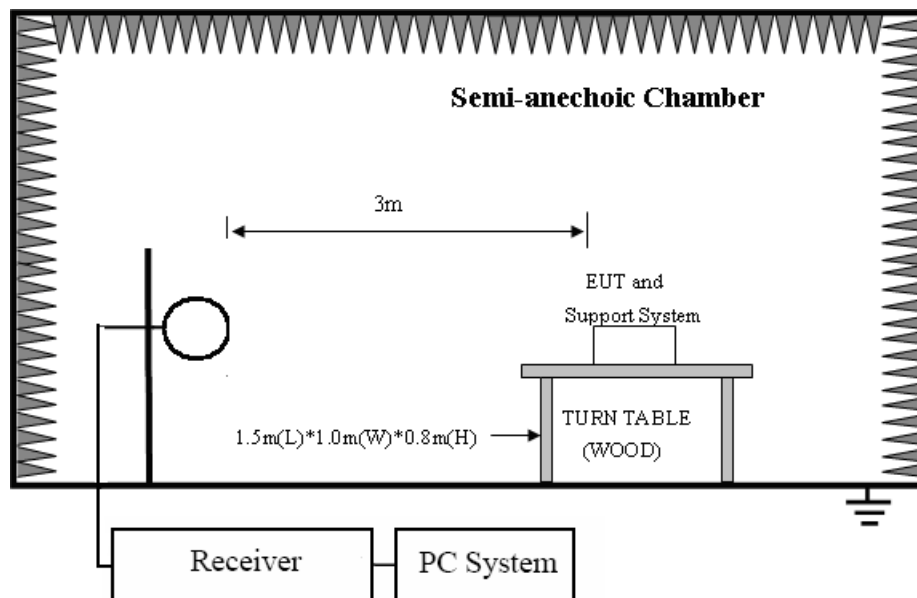 Semi-anechoic Chamber
3m
EUT and
Support System
1.5m(L)*1.0m(W)*0.8m(H)
TURN TABLE
(WOOD)
Receiver
PC System